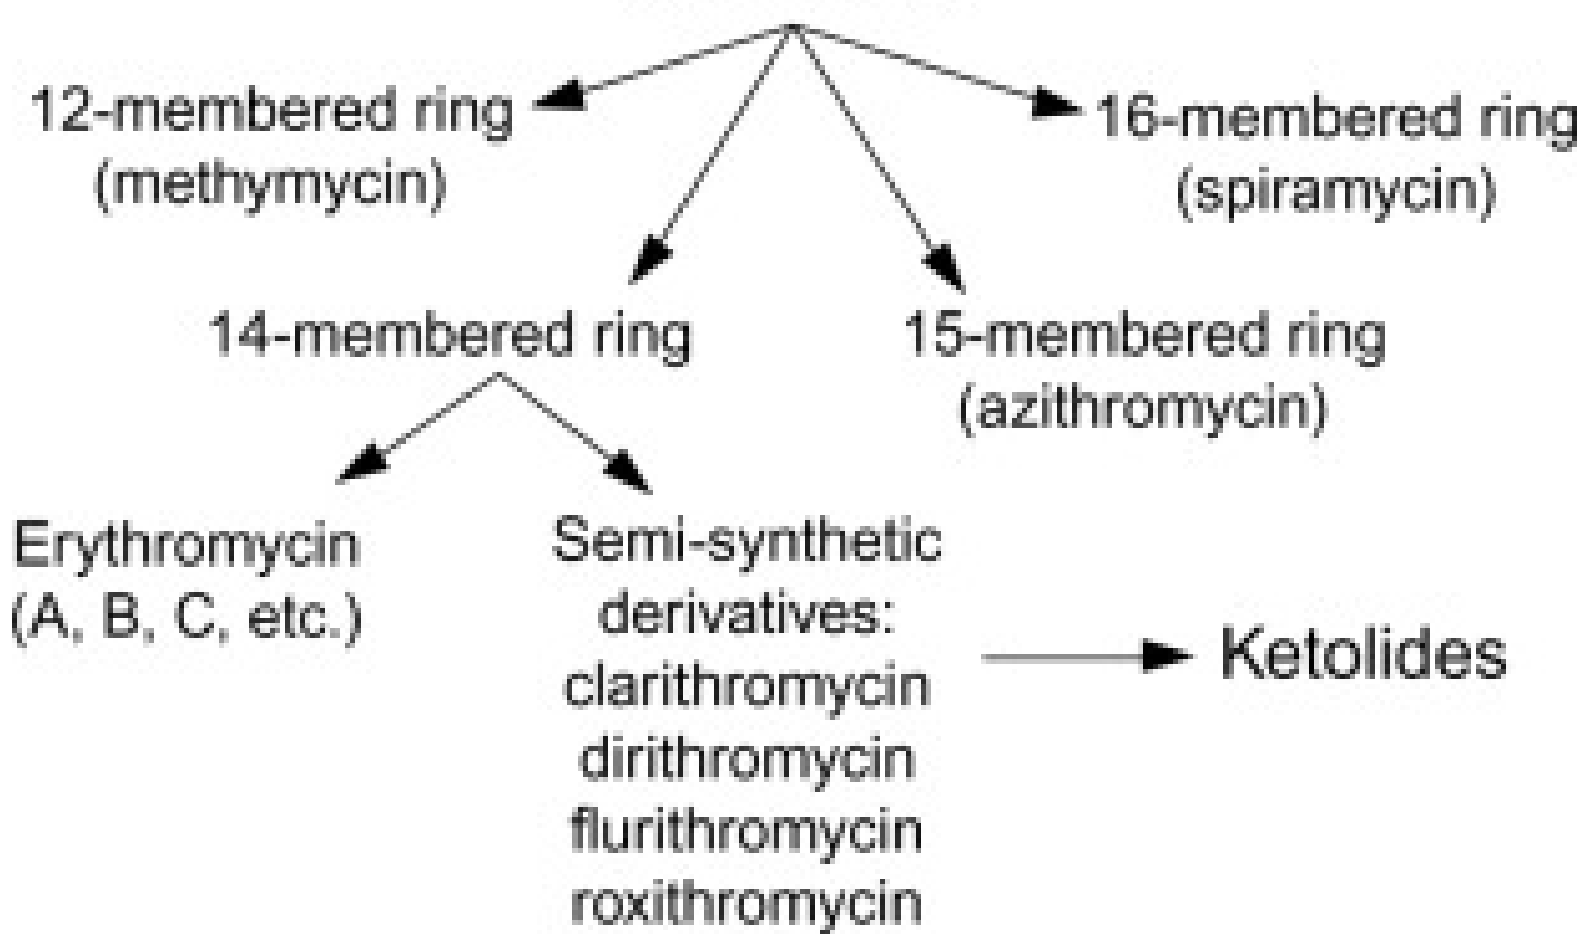 12-membered ring
(methymycin)
16-membered ring
(spiramycin)
14-membered ring
15-membered ring
(azithromycin)
Erythromycin
(A, B, C, etc.)
Semi-synthetic
derivatives:
clarithromycin
dirithromycin
flurithromycin
roxithromycin
Ketolides